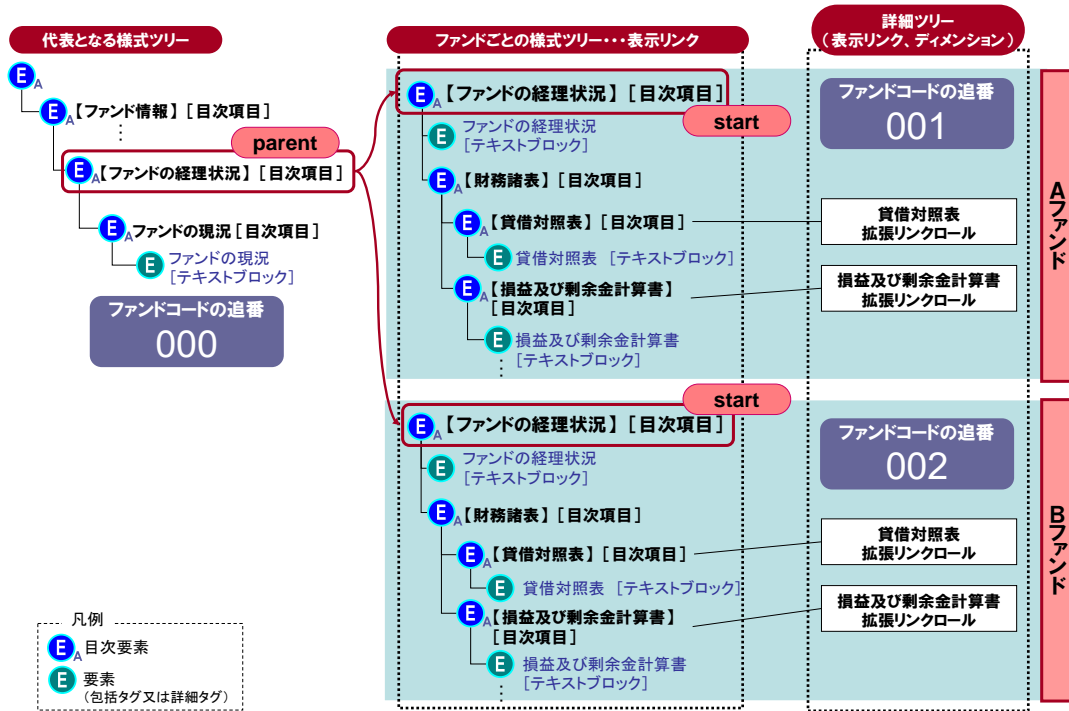 代表となる様式ツリー
E
A
E
A
【ファンド情報】 [目次項目]
⋮
parent
E
A
【ファンドの経理状況】 [目次項目]
E
A
ファンドの現況 [目次項目]
E
ファンドの現況
[テキストブロック]
ファンドコードの追番
000
凡例
E
A
目次要素
E
要素
(包括タグ又は詳細タグ)
ファンドごとの様式ツリー・・・表示リンク
E
A
【ファンドの経理状況】 [目次項目]
start
E
ファンドの経理状況
[テキストブロック]
E
A
【財務諸表】 [目次項目]
E
A
【貸借対照表】 [目次項目]
E
貸借対照表 [テキストブロック]
E
A
【損益及び剰余金計算書】
[目次項目]
E
損益及び剰余金計算書
[テキストブロック]
⋮
start
E
A
【ファンドの経理状況】 [目次項目]
E
ファンドの経理状況
[テキストブロック]
E
A
【財務諸表】 [目次項目]
E
A
【貸借対照表】 [目次項目]
E
貸借対照表 [テキストブロック]
E
A
【損益及び剰余金計算書】
[目次項目]
E
損益及び剰余金計算書
[テキストブロック]
⋮
詳細ツリー
(表示リンク、ディメンション)
ファンドコードの追番
001
貸借対照表
拡張リンクロール
損益及び剰余金計算書
拡張リンクロール
Aファンド
ファンドコードの追番
002
貸借対照表
拡張リンクロール
損益及び剰余金計算書
拡張リンクロール
Bファンド